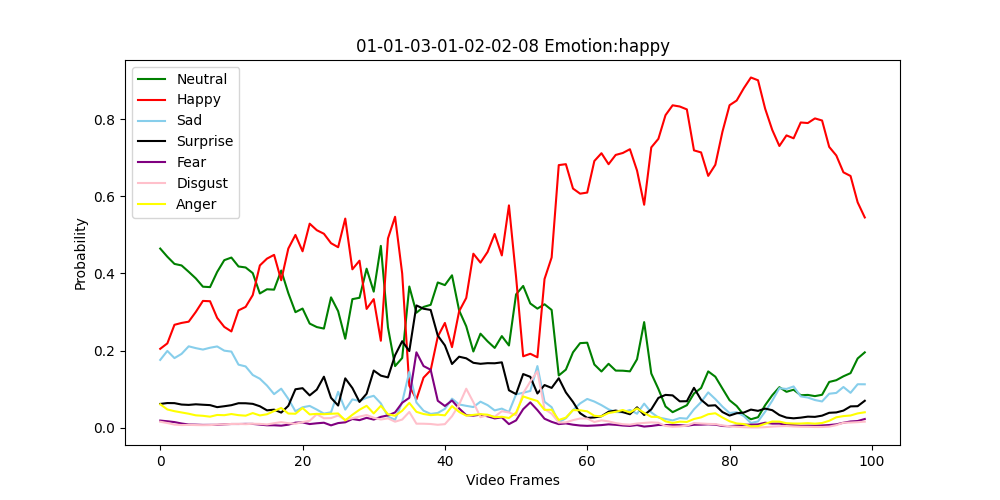 01-01-03-01-02-02-08 Emotion:happy
Neutral
Happy
Sad
Surprise
Fear
Disgust
Anger
Probability
0.8
0.6
0.4
0.2
0.0
0 20 40 60 80 100
Video Frames